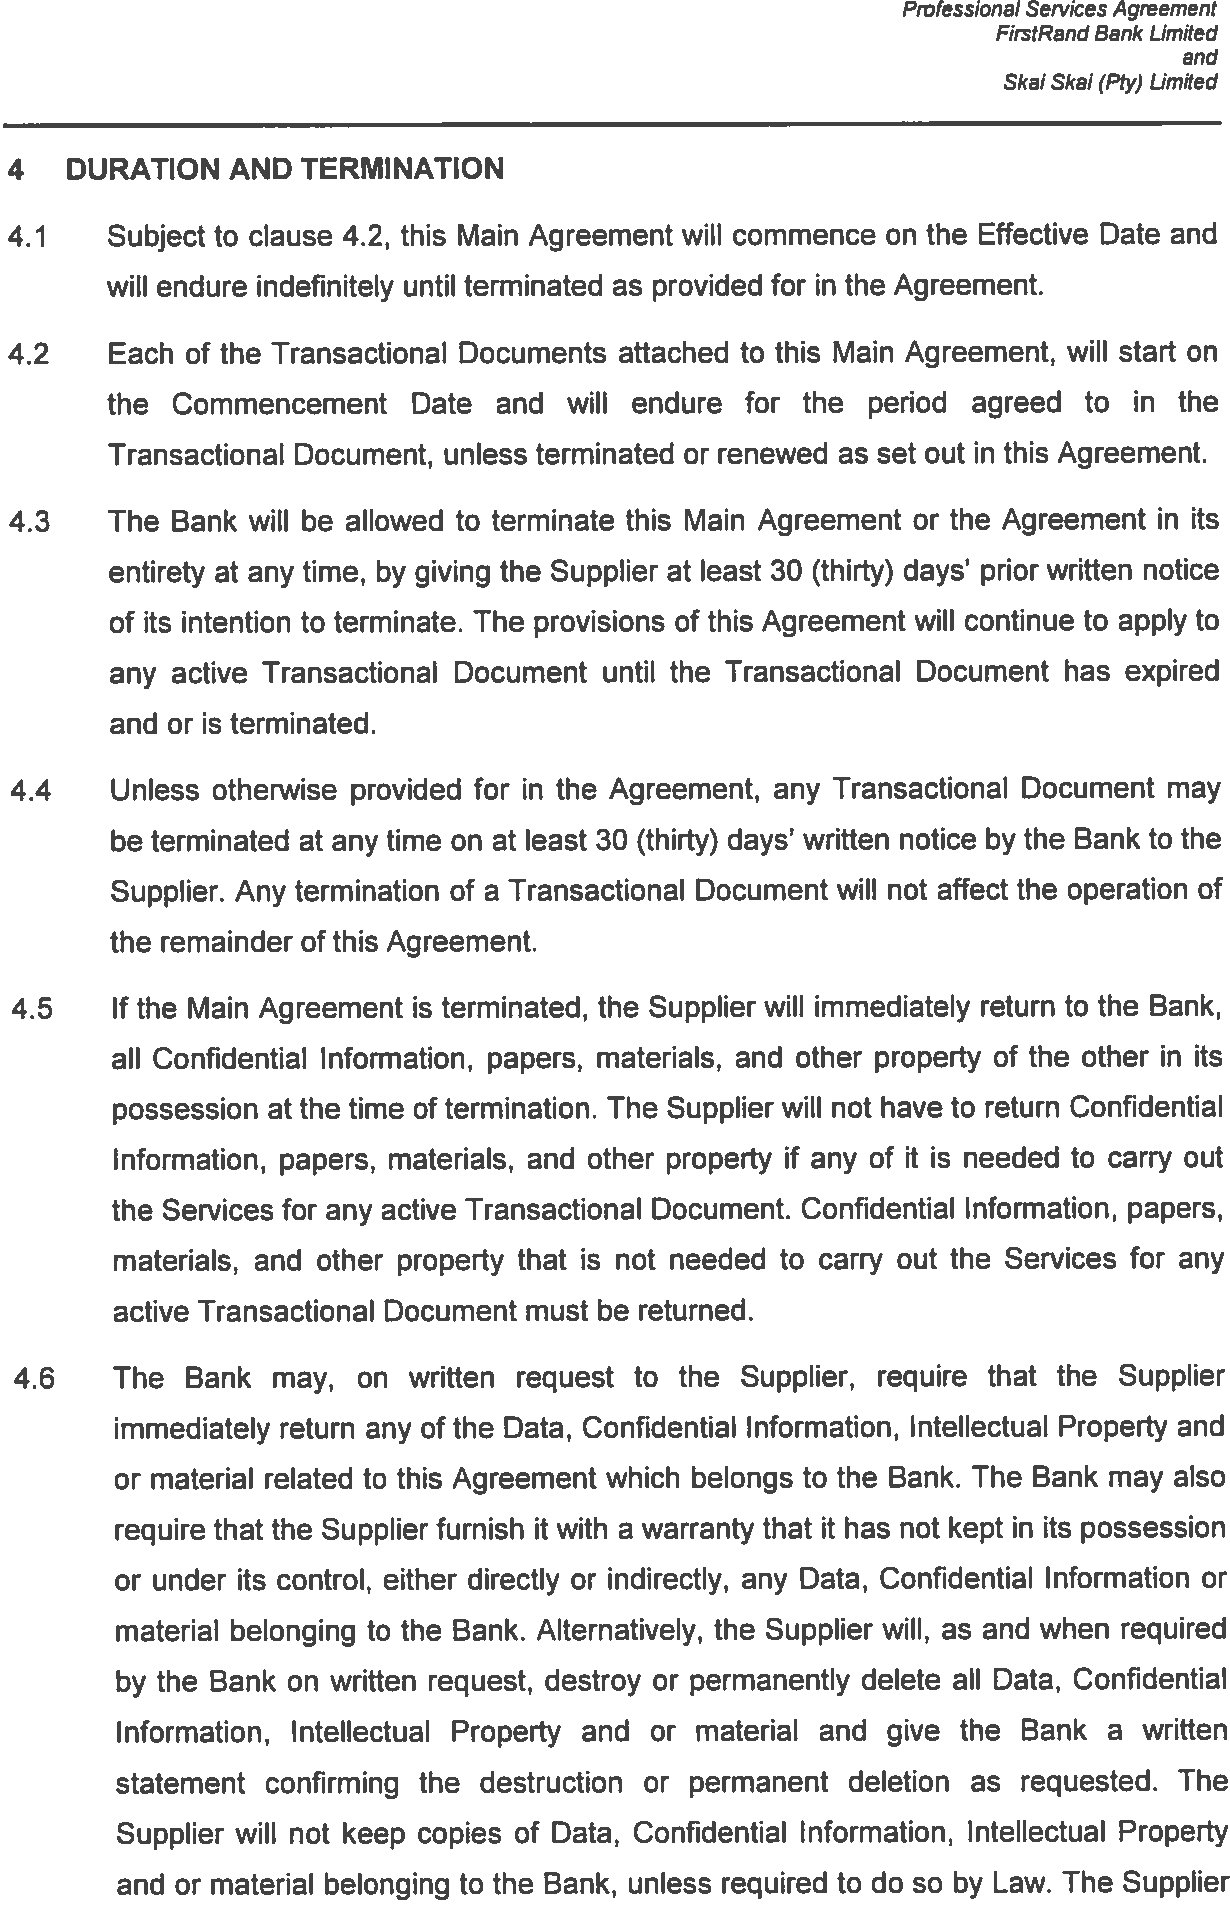 Professional Services Agreement
FirstRand Bank Limited
and
Skai Skai (Pty) Limited
4 DURATION AND TERMINATION
4.1 Subject to clause 4.2, this Main Agreement will commence on the Effective Date and
will endure indefinitely until terminated as provided for in the Agreement.
4.2 Each of the Transactional Documents attached to this Main Agreement, will start on
the Commencement Date and will endure for the period agreed to in the
Transactional Document, unless terminated or renewed as set out in this Agreement.
4.3 The Bank will be allowed to terminate this Main Agreement or the Agreement in its
entirety at any time, by giving the Supplier at least 30 (thirty) days' prior written notice
of its intention to terminate. The provisions of this Agreement will continue to apply to
any active Transactional Document until the Transactional Document has expired
and or is terminated.
4.4 Unless otherwise provided for in the Agreement, any Transactional Document may
be terminated at any time on at least 30 (thirty) days' written notice by the Bank to the
Supplier. Any termination of a Transactional Document will not affect the operation of
the remainder of this Agreement.
4.5 If the Main Agreement is terminated, the Supplier will immediately return to the Bank,
all Confidential Information, papers, materials, and other property of the other in its
possession at the time of termination. The Supplier will not have to return Confidential
Information, papers, materials, and other property if any of it is needed to carry out
the Services for any active Transactional Document. Confidential Information, papers,
materials, and other property that is not needed to carry out the Services for any
active Transactional Document must be returned.
4.6 The Bank may, on written request to the Supplier, require that the Supplier
immediately return any of the Data, Confidential Information, Intellectual Property and
or material related to this Agreement which belongs to the Bank. The Bank may also
require that the Supplier furnish it with a warranty that it has not kept in its possession
or under its control, either directly or indirectly, any Data, Confidential Information or
material belonging to the Bank. Alternatively, the Supplier will, as and when required
by the Bank on written request, destroy or permanently delete all Data, Confidential
Information, Intellectual Property and or material and give the Bank a written
statement confirming the destruction or permanent deletion as requested. The
Supplier will not keep copies of Data, Confidential Information, Intellectual Property
and or material belonging to the Bank, unless required to do so by Law. The Supplier